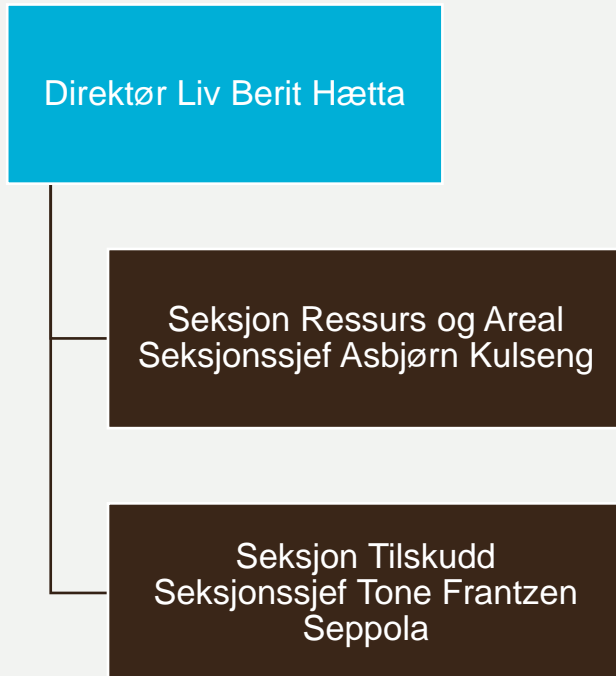 Direktør Liv Berit Hætta
Seksjon Ressurs og Areal
Seksjonssjef Asbjørn Kulseng
Seksjon Tilskudd
Seksjonssjef Tone Frantzen
Seppola